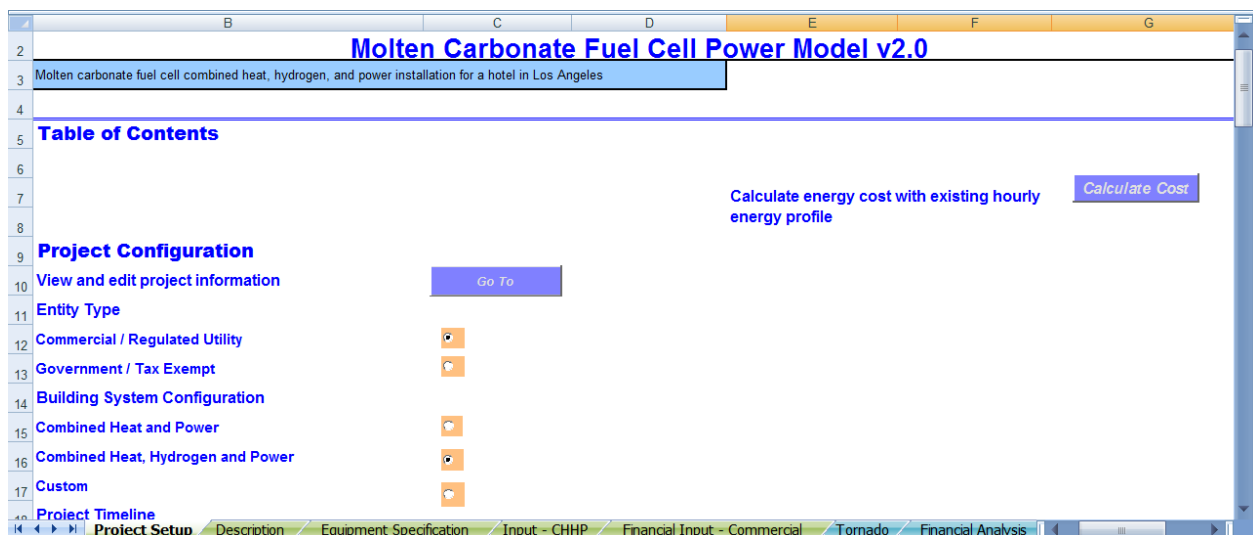 B C D E F G
2 Molten Carbonate Fuel Cell Power Model v2.0
3 Molten carbonate fuel cell combined heat, hydrogen, and power installation for a hotel in Los Angeles
4
5 Table of Contents
6
7 Calculate energy cost with existing hourly Calculate Cost
8 energy profile
9 Project Configuration
10 View and edit project information Go To
11 Entity Type
12 Commercial / Regulated Utility
13 Government / Tax Exempt
14 Building System Configuration
15 Combined Heat and Power
16 Combined Heat, Hydrogen and Power
17 Custom
18 Project Timeline
Project Setup Description Equipment Specification Input - CHHP Financial Input - Commercial Tornado Financial Analysis